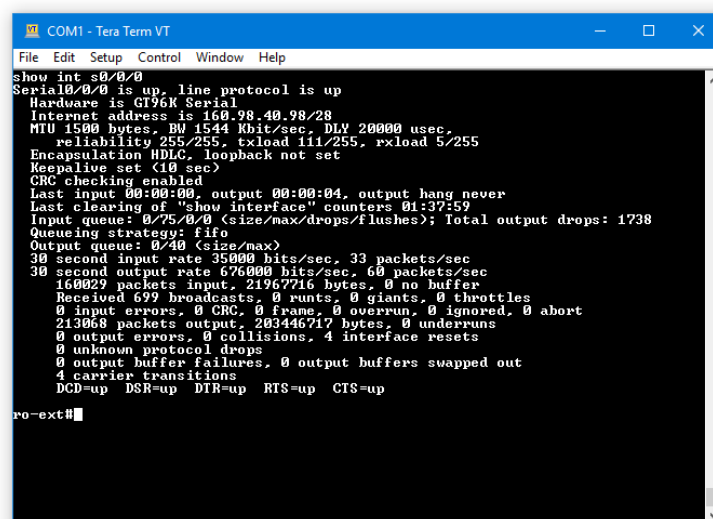 COM1 - Tera Term VT
File Edit Setup Control Window Help
show int s0/0/0
Serial0/0/0 is up, line protocol is up
Hardware is GT96K Serial
Internet address is 160.98.40.98/28
MTU 1500 bytes, BW 1544 Kbit/sec, DLY 20000 usec,
reliability 255/255, txload 111/255, rxload 5/255
Encapsulation HDLC, loopback not set
Keepalive set (10 sec)
CRC checking enabled
Last input 00:00:00, output 00:00:04, output hang never
Last clearing of "show interface" counters 01:37:59
Input queue: 0/75/0/0 (size/max/drops/flushes); Total output drops: 1738
Queueing strategy: fifo
Output queue: 0/40 (size/max)
30 second input rate 35000 bits/sec, 33 packets/sec
30 second output rate 676000 bits/sec, 60 packets/sec
160029 packets input, 21967716 bytes, 0 no buffer
Received 699 broadcasts, 0 runts, 0 giants, 0 throttles
0 input errors, 0 CRC, 0 frame, 0 overrun, 0 ignored, 0 abort
213068 packets output, 203446717 bytes, 0 underruns
0 output errors, 0 collisions, 4 interface resets
0 unknown protocol drops
0 output buffer failures, 0 output buffers swapped out
4 carrier transitions
DCD=up DSR=up DTR=up RTS=up CTS=up
ro-ext#